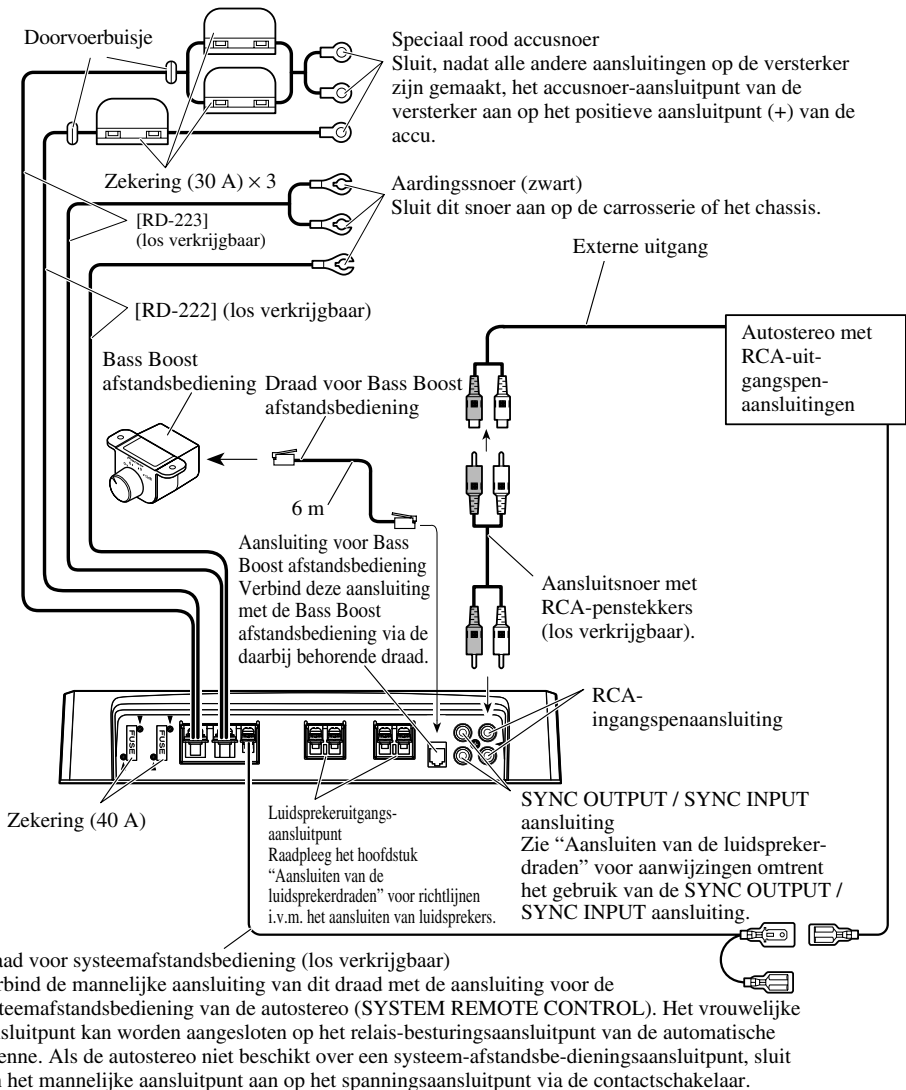 Doorvoerbuisje
Speciaal rood accusnoer
Sluit, nadat alle andere aansluitingen op de versterker
zijn gemaakt, het accusnoer-aansluitpunt van de
versterker aan op het positieve aansluitpunt (+) van de
accu.
Zekering (30 A) × 3
Aardingssnoer (zwart)
Sluit dit snoer aan op de carrosserie of het chassis.
[RD-223]
(los verkrijgbaar)
Externe uitgang
[RD-222] (los verkrijgbaar)
Autostereo met
RCA-uit-
gangspen-
aansluitingen
Bass Boost
afstandsbediening
Draad voor Bass Boost
afstandsbediening
6 m
Aansluiting voor Bass
Boost afstandsbediening
Verbind deze aansluiting
met de Bass Boost
afstandsbediening via de
daarbij behorende draad.
Aansluitsnoer met
RCA-penstekkers
(los verkrijgbaar).
RCA-
ingangspenaansluiting
FUSE
FUSE
Zekering (40 A)
Luidsprekeruitgangs-
aansluitpunt
Raadpleeg het hoofdstuk
“Aansluiten van de
luidsprekerdraden” voor richtlijnen
i.v.m. het aansluiten van luidsprekers.
SYNC OUTPUT / SYNC INPUT
aansluiting
Zie “Aansluiten van de luidspreker-
draden” voor aanwijzingen omtrent
het gebruik van de SYNC OUTPUT /
SYNC INPUT aansluiting.
aad voor systeemafstandsbediening (los verkrijgbaar)
rbind de mannelijke aansluiting van dit draad met de aansluiting voor de
steemafstandsbediening van de autostereo (SYSTEM REMOTE CONTROL). Het vrouwelijke
nsluitpunt kan worden aangesloten op het relais-besturingsaansluitpunt van de automatische
enne. Als de autostereo niet beschikt over een systeem-afstandsbe-dieningsaansluitpunt, sluit
n het mannelijke aansluitpunt aan op het spanningsaansluitpunt via de contactschakelaar.